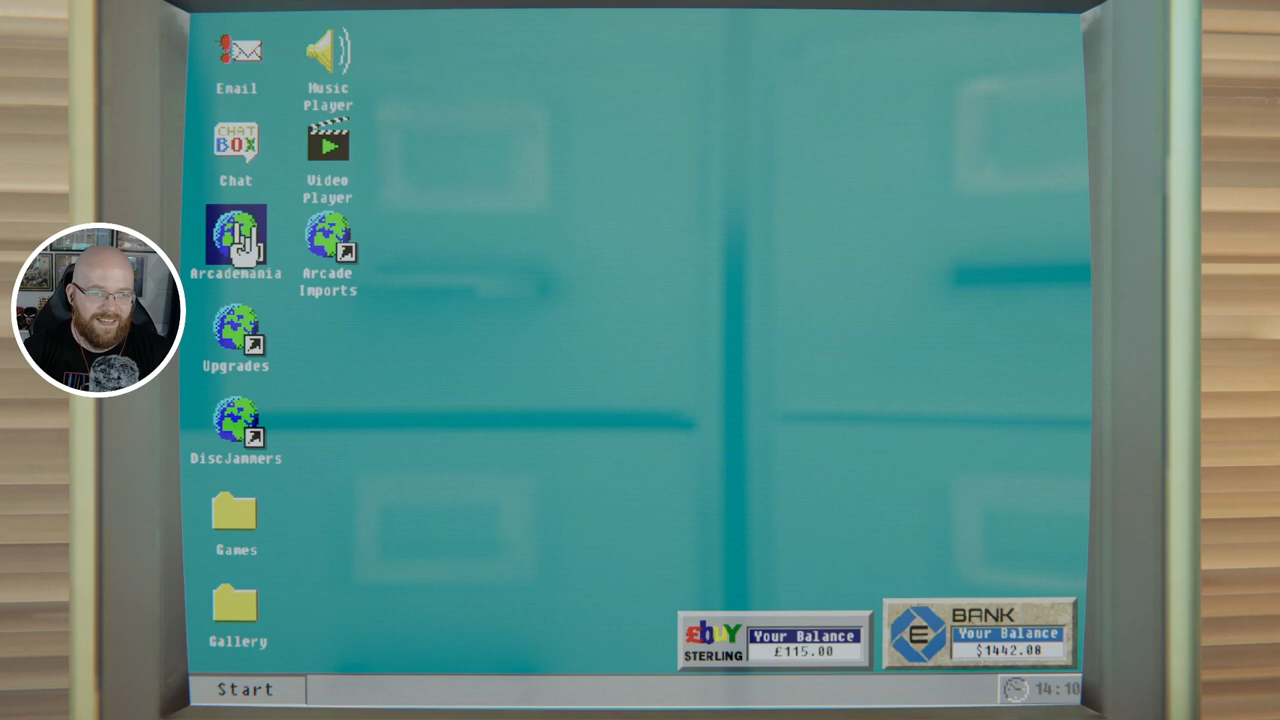 Email
Music
Player
CHAT
BOX
Chat
Video
Player
Arcademania
Arcade
Imports
Upgrades
DiscJammers
Games
Gallery
ebuy
STERLING
Your Balance
£115.00
E
BANK
Your Balance
$1442.08
Start
14:10